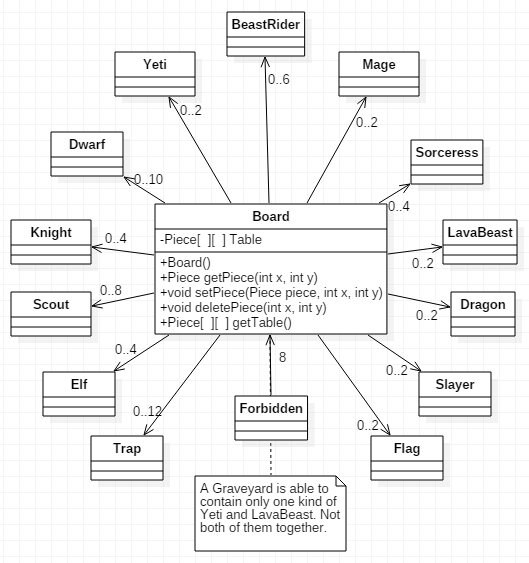 BeastRider
Yeti
Mage
0..6
0..2
0..2
Dwarf
Sorceress
0..10
0..4
Board
Knight
-Piece[ ][ ] Table
LavaBeast
0..4
+Board()
0..2
+Piece getPiece(int x, int y)
0..8
+void setPiece(Piece piece, int x, int y)
Scout
Dragon
+void deletePiece(int x, int y)
0..2
+Piece[ ][ ] getTable()
0..4
8
0..2
Elf
Slayer
0..12
Forbidden
0..2
Trap
Flag
A Graveyard is able to
contain only one kind of
Yeti and LavaBeast. Not
both of them together.